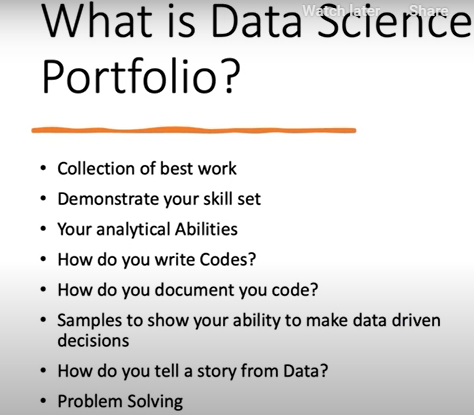 What is Data Science
Watch later
Share
Portfolio?
• Collection of best work
• Demonstrate your skill set
• Your analytical Abilities
• How do you write Codes?
• How do you document you code?
• Samples to show your ability to make data driven
decisions
• How do you tell a story from Data?
• Problem Solving